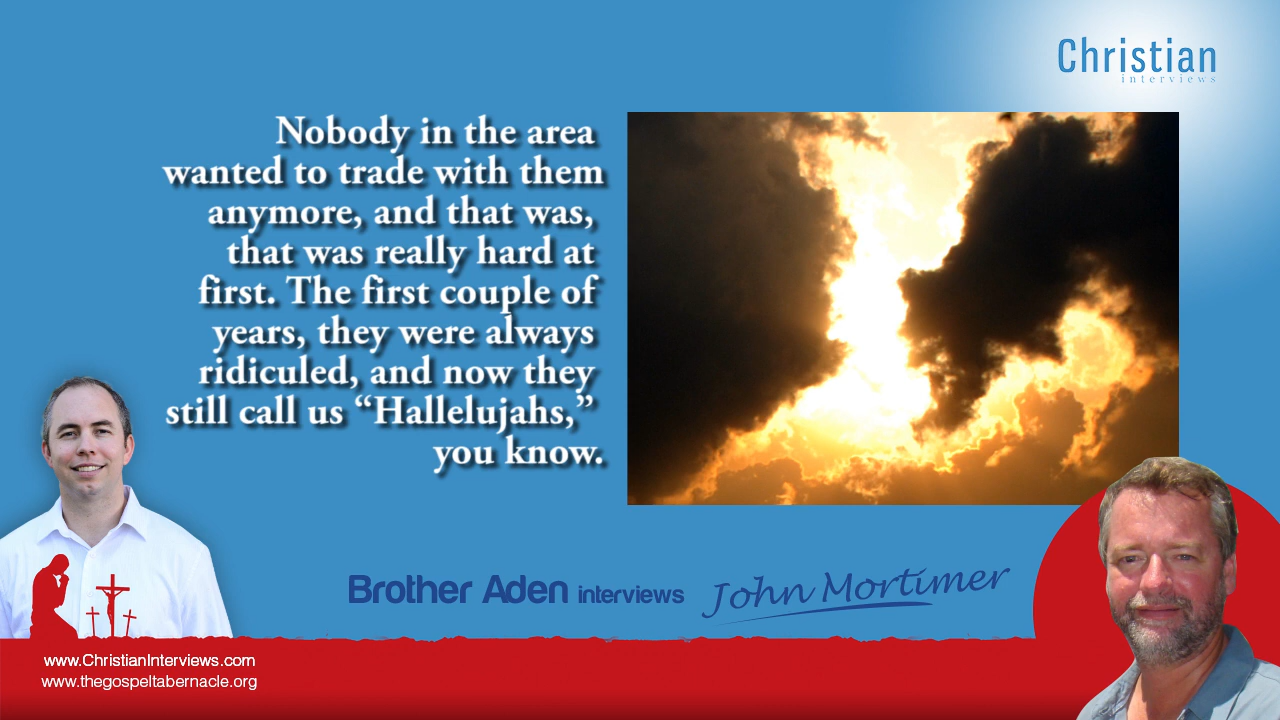 Christian
interviews
Nobody in the area
wanted to trade with them
anymore, and that was,
that was really hard at
first. The first couple of
years, they were always
ridiculed, and now they
still call us “Hallelujahs,”
you know.
Brother Aden interviews John Mortimer
www.ChristianInterviews.com
www.thegospeltabernacle.org